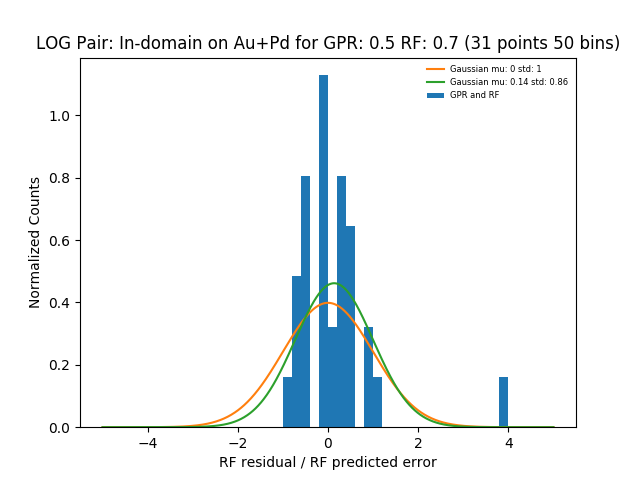 LOG Pair: In-domain on Au+Pd for GPR: 0.5 RF: 0.7 (31 points 50 bins)
Gaussian mu: 0 std: 1
Gaussian mu: 0.14 std: 0.86
GPR and RF
Normalized Counts
1.0
0.8
0.6
0.4
0.2
0.0
−4 −2 0 2 4
RF residual / RF predicted error